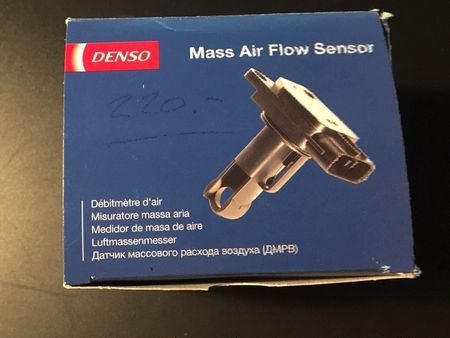 DENSO
Mass Air Flow Sensor
220.-
Débitmètre d'air
Misuratore massa aria
Medidor de masa de aire
Luftmassenmesser
Датчик массового расхода воздуха (ДМРВ)